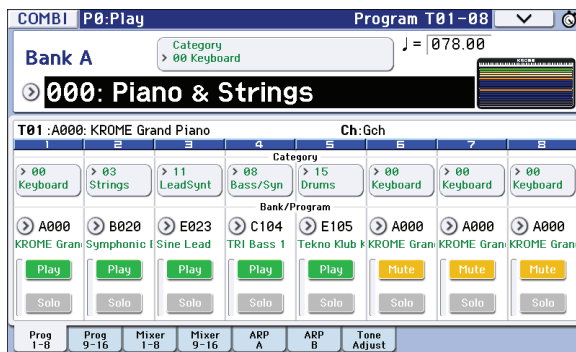 COMBI P0:Play Program T01-08
Bank A
Category
> 00 Keyboard
♩= 078.00
000: Piano & Strings
T01 :A000: KROME Grand Piano Ch:Gch
1 2 3 4 5 6 7 8
Category
> 00 Keyboard > 03 Strings > 11 LeadSynt > 08 Bass/Syn > 15 Drums > 00 Keyboard > 00 Keyboard > 00 Keyboard
Bank/Program
A000 B020 E023 C104 E105 A000 A000 A000
KROME Gran Symphonic Sine Lead TRI Bass 1 Tekno Klub KROME Gran KROME Gran KROME Gran
Play Play Play Play Play Mute Mute Mute
Solo Solo Solo Solo Solo Solo Solo Solo
Prog 1-8 Prog 9-16 Mixer 1-8 Mixer 9-16 ARP A ARP B Tone Adjust